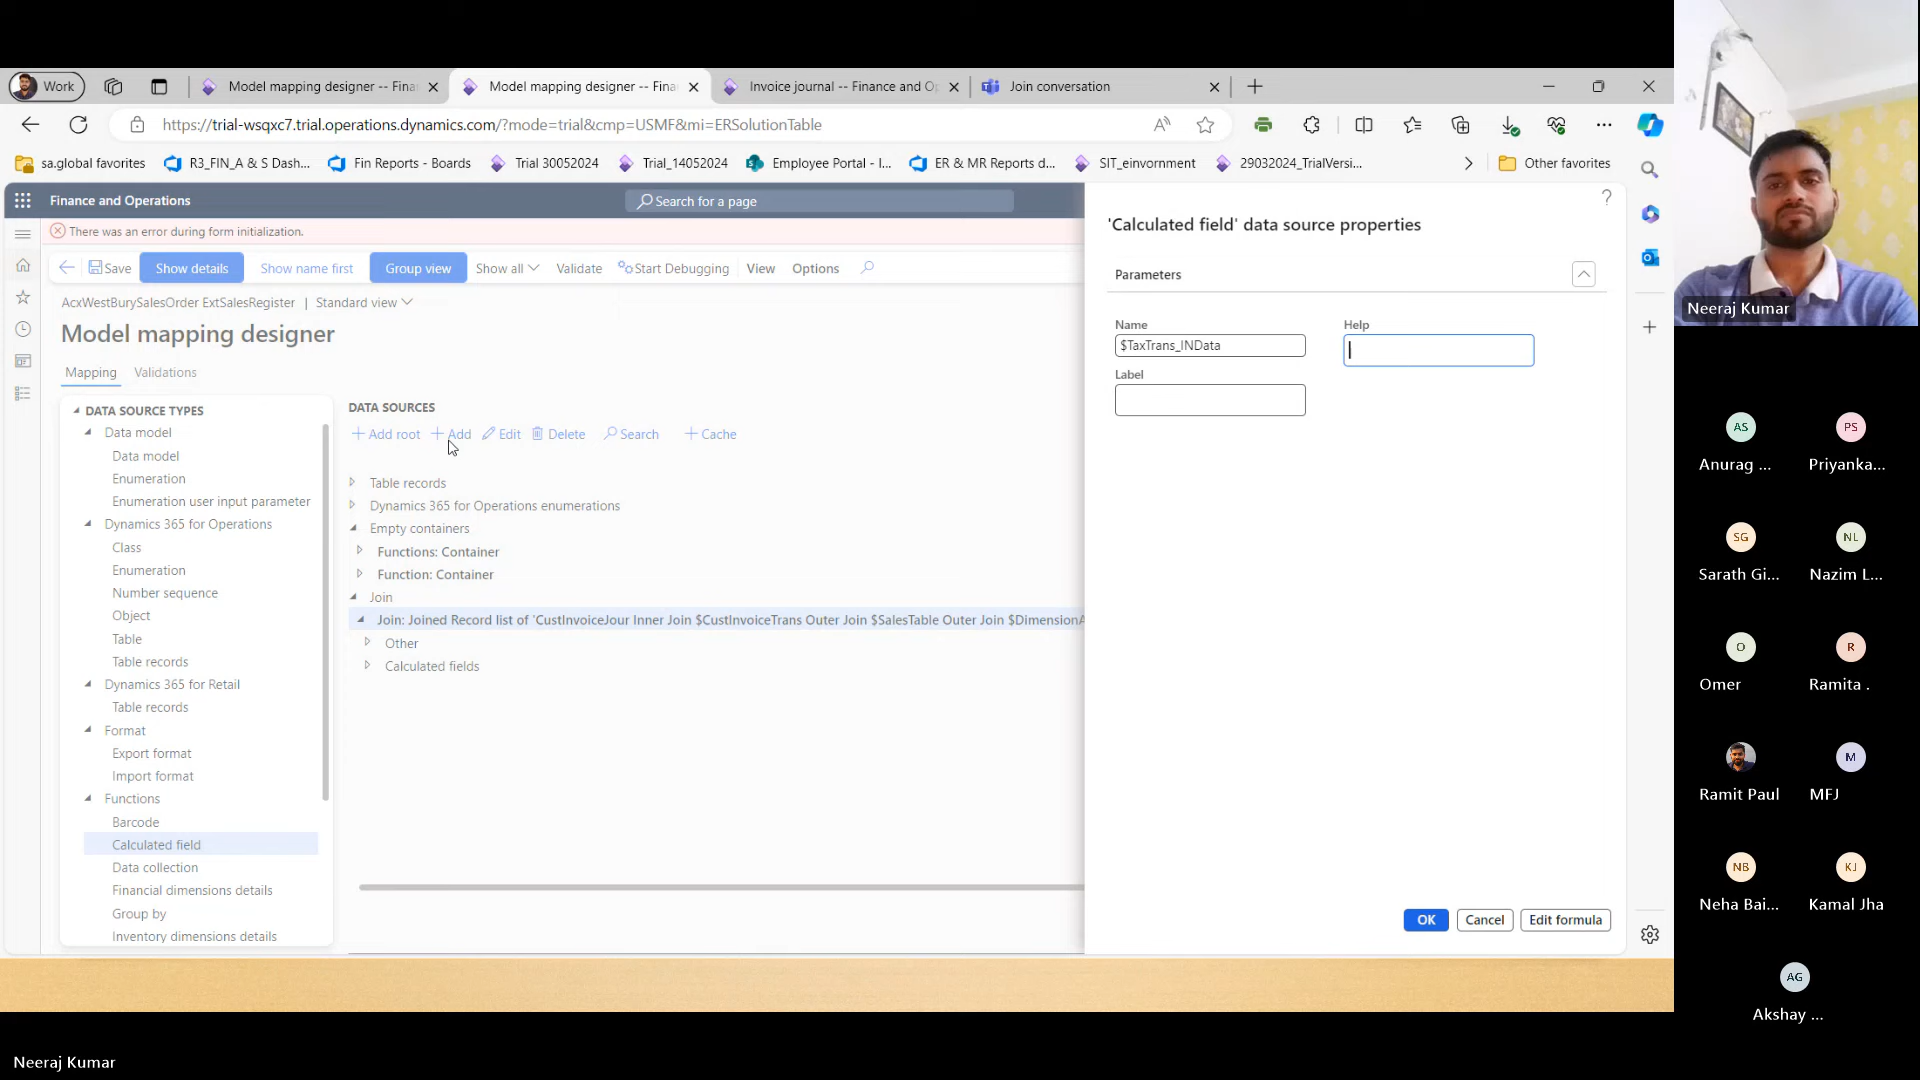 Work
Model mapping designer -- Fina
Model mapping designer -- Fina
Invoice journal -- Finance and O
Join conversation
https://trial-wsqxc7.trial.operations.dynamics.com/?mode=trial&cmp=USMF&mi=ERSolutionTable
sa.global favorites
R3_FIN_A & S Dash...
Fin Reports - Boards
Trial 30052024
Trial_14052024
Employee Portal - I...
ER & MR Reports d...
SIT_einvornment
29032024_TrialVersi...
Other favorites
Finance and Operations
Search for a page
There was an error during form initialization.
Save
Show details
Show name first
Group view
Show all
Validate
Start Debugging
View
Options
AcxWestBurySalesOrder ExtSalesRegister | Standard view
Model mapping designer
Mapping
Validations
DATA SOURCE TYPES
Data model
Data model
Enumeration
Enumeration user input parameter
Dynamics 365 for Operations
Class
Enumeration
Number sequence
Object
Table
Table records
Dynamics 365 for Retail
Table records
Format
Export format
Import format
Functions
Barcode
Calculated field
Data collection
Financial dimensions details
Group by
Inventory dimensions details
DATA SOURCES
Add root
Add
Edit
Delete
Search
Cache
Table records
Dynamics 365 for Operations enumerations
Empty containers
Functions: Container
Function: Container
Join
Join: Joined Record list of 'CustInvoiceJour Inner Join $CustInvoiceTrans Outer Join $SalesTable Outer Join $DimensionA
Other
Calculated fields
?
'Calculated field' data source properties
Parameters
Name
$TaxTrans_INData
Help
Label
OK
Cancel
Edit formula
Neeraj Kumar
AS
Anurag ...
PS
Priyanka...
SG
Sarath Gi...
NL
Nazim L...
O
Omer
R
Ramita .
Ramit Paul
M
MFJ
NB
Neha Bai...
KJ
Kamal Jha
AG
Akshay ...
Neeraj Kumar